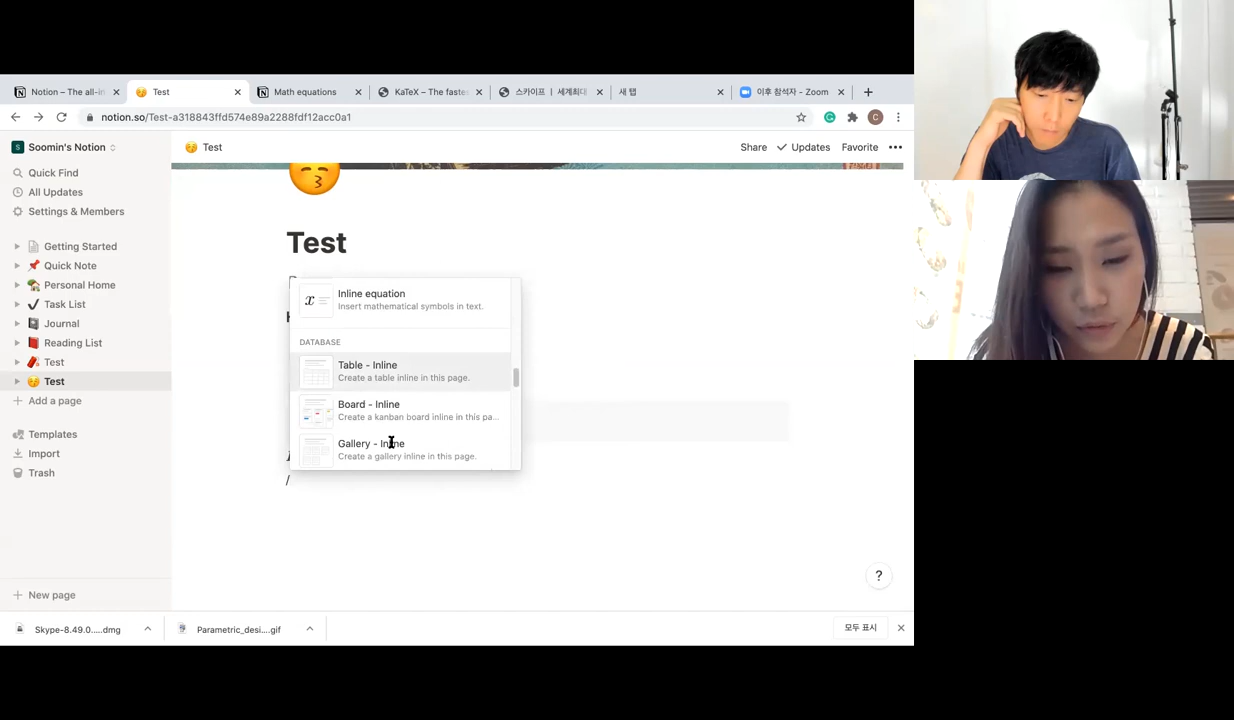 Notion – The all-in
Test
Math equations
KaTeX – The fastes
스카이프 | 세계최대
새 탭
이후 참석자 - Zoom
notion.so/Test-a318843ffd574e89a2288fdf12acc0a1
S Soomin's Notion
Test
Share
Updates
Favorite
C
Quick Find
All Updates
Settings & Members
Getting Started
Quick Note
Personal Home
Task List
Journal
Reading List
Test
Test
Add a page
Templates
Import
Trash
New page
Test
x
Inline equation
Insert mathematical symbols in text.
DATABASE
Table - Inline
Create a table inline in this page.
Board - Inline
Create a kanban board inline in this pa...
Gallery - Inline
Create a gallery inline in this page.
/
?
Skype-8.49.0.....dmg
Parametric_desi....gif
모두 표시